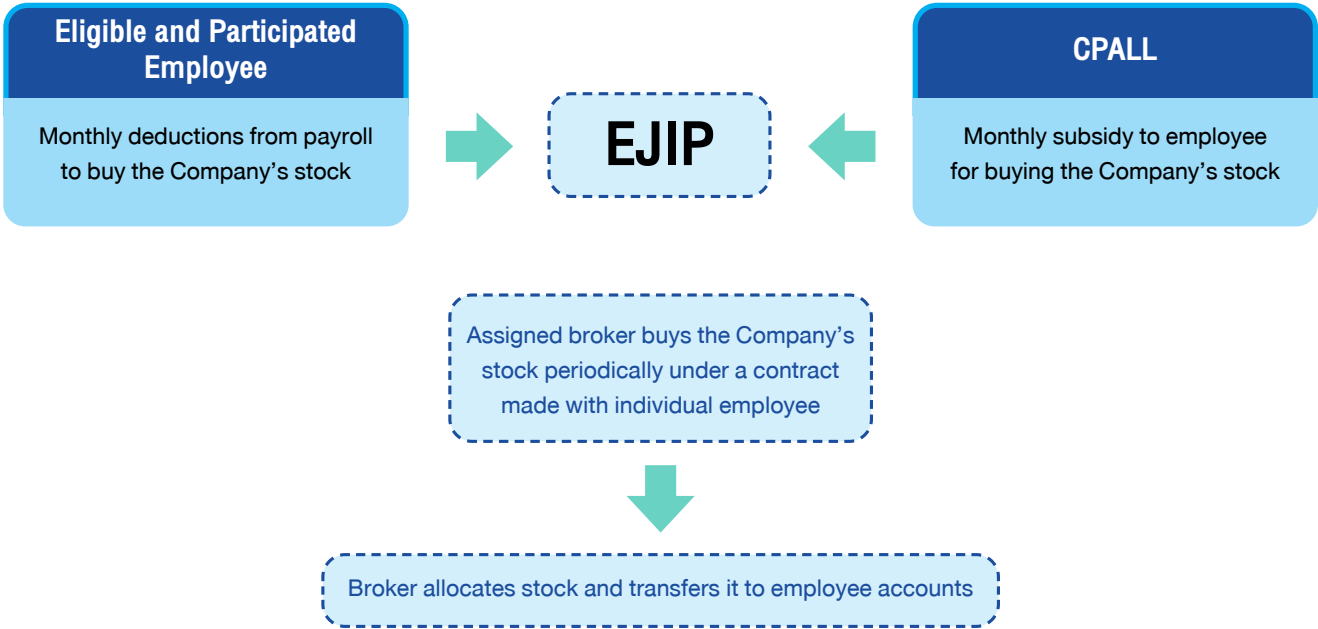 Eligible and Participated
Employee
Monthly deductions from payroll
to buy the Company’s stock
EJIP
CPALL
Monthly subsidy to employee
for buying the Company’s stock
Assigned broker buys the Company’s
stock periodically under a contract
made with individual employee
Broker allocates stock and transfers it to employee accounts